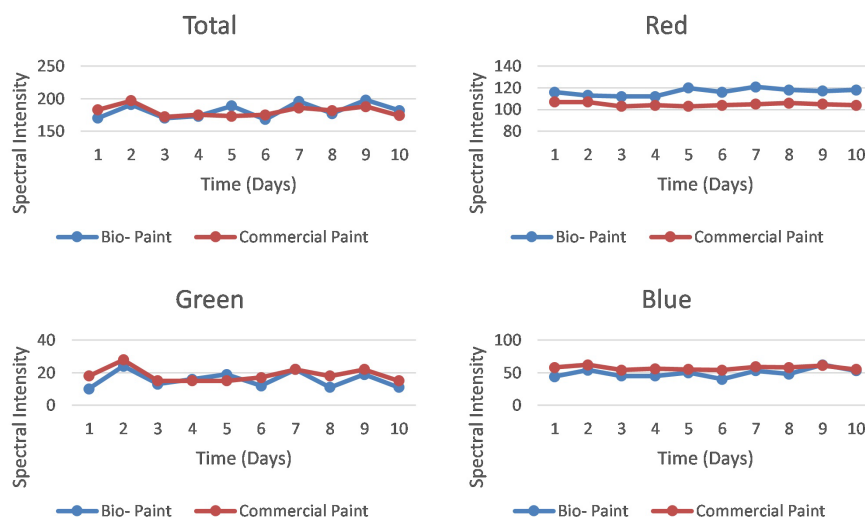 Total
250
200
150
Spectral Intensity
1 2 3 4 5 6 7 8 9 10
Time (Days)
Bio- Paint Commercial Paint
Red
140
120
100
80
Spectral Intensity
1 2 3 4 5 6 7 8 9 10
Time (Days)
Bio- Paint Commercial Paint
Green
40
20
0
Spectral Intensity
1 2 3 4 5 6 7 8 9 10
Time (Days)
Bio- Paint Commercial Paint
Blue
100
50
0
Spectral Intensity
1 2 3 4 5 6 7 8 9 10
Time (Days)
Bio- Paint Commercial Paint